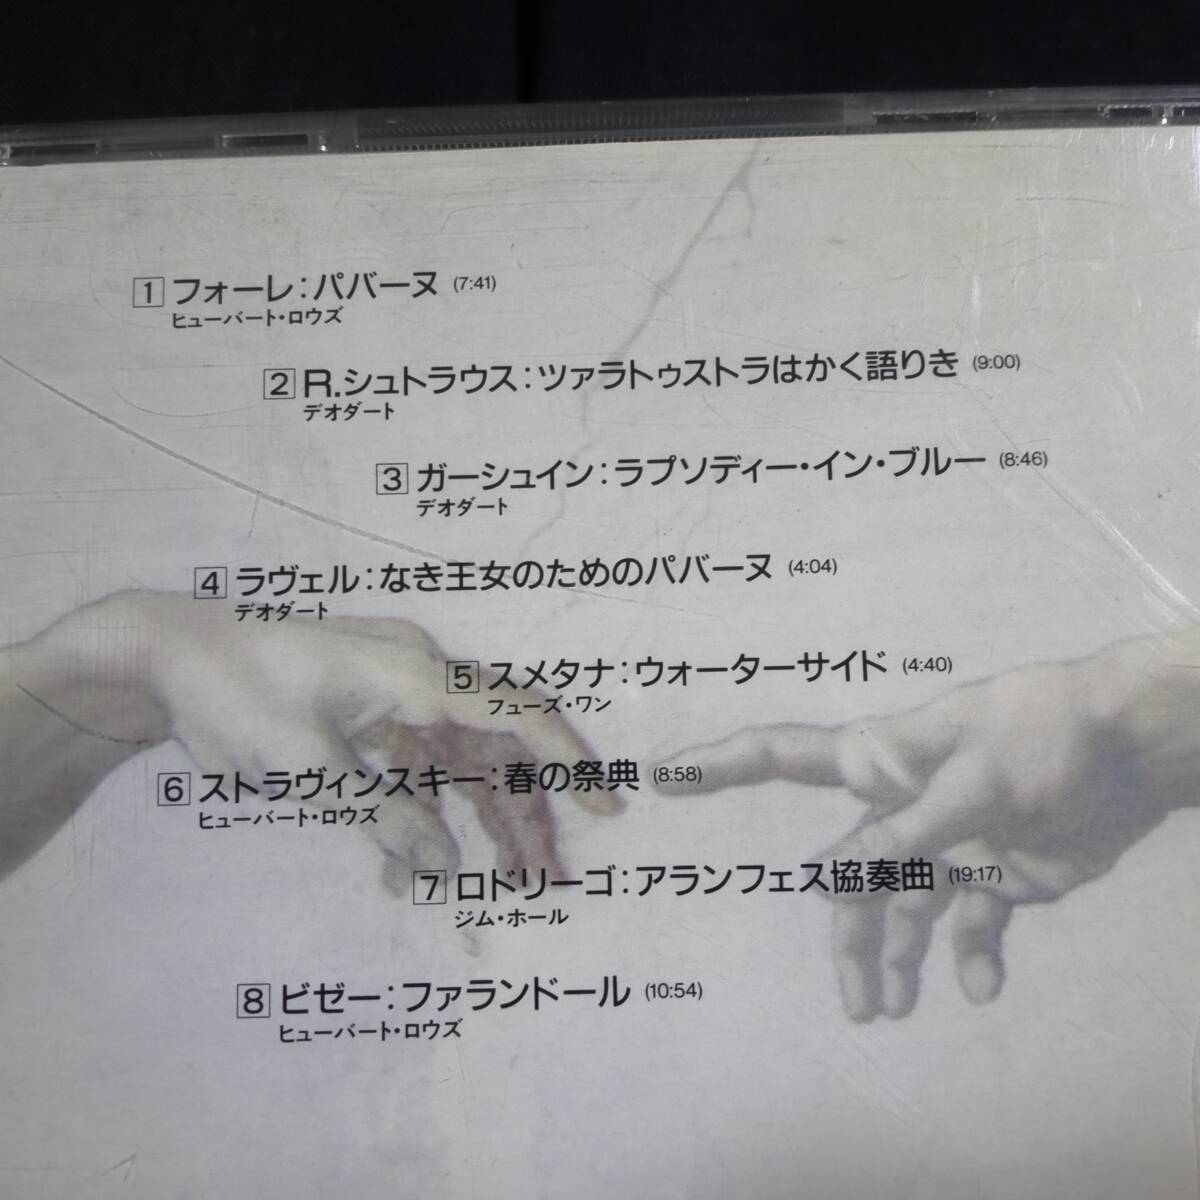 1 フォーレ：パバーヌ (7:41)
ヒューバート・ロウズ
2 R.シュトラウス：ツァラトゥストラはかく語りき (9:00)
デオダート
3 ガーシュイン：ラプソディー・イン・ブルー (8:46)
デオダート
4 ラヴェル：なき王女のためのパバーヌ (4:04)
デオダート
5 スメタナ：ウォーターサイド (4:40)
フューズ・ワン
6 ストラヴィンスキー：春の祭典 (8:58)
ヒューバート・ロウズ
7 ロドリーゴ：アランフェス協奏曲 (19:17)
ジム・ホール
8 ビゼー：ファランドール (10:54)
ヒューバート・ロウズ